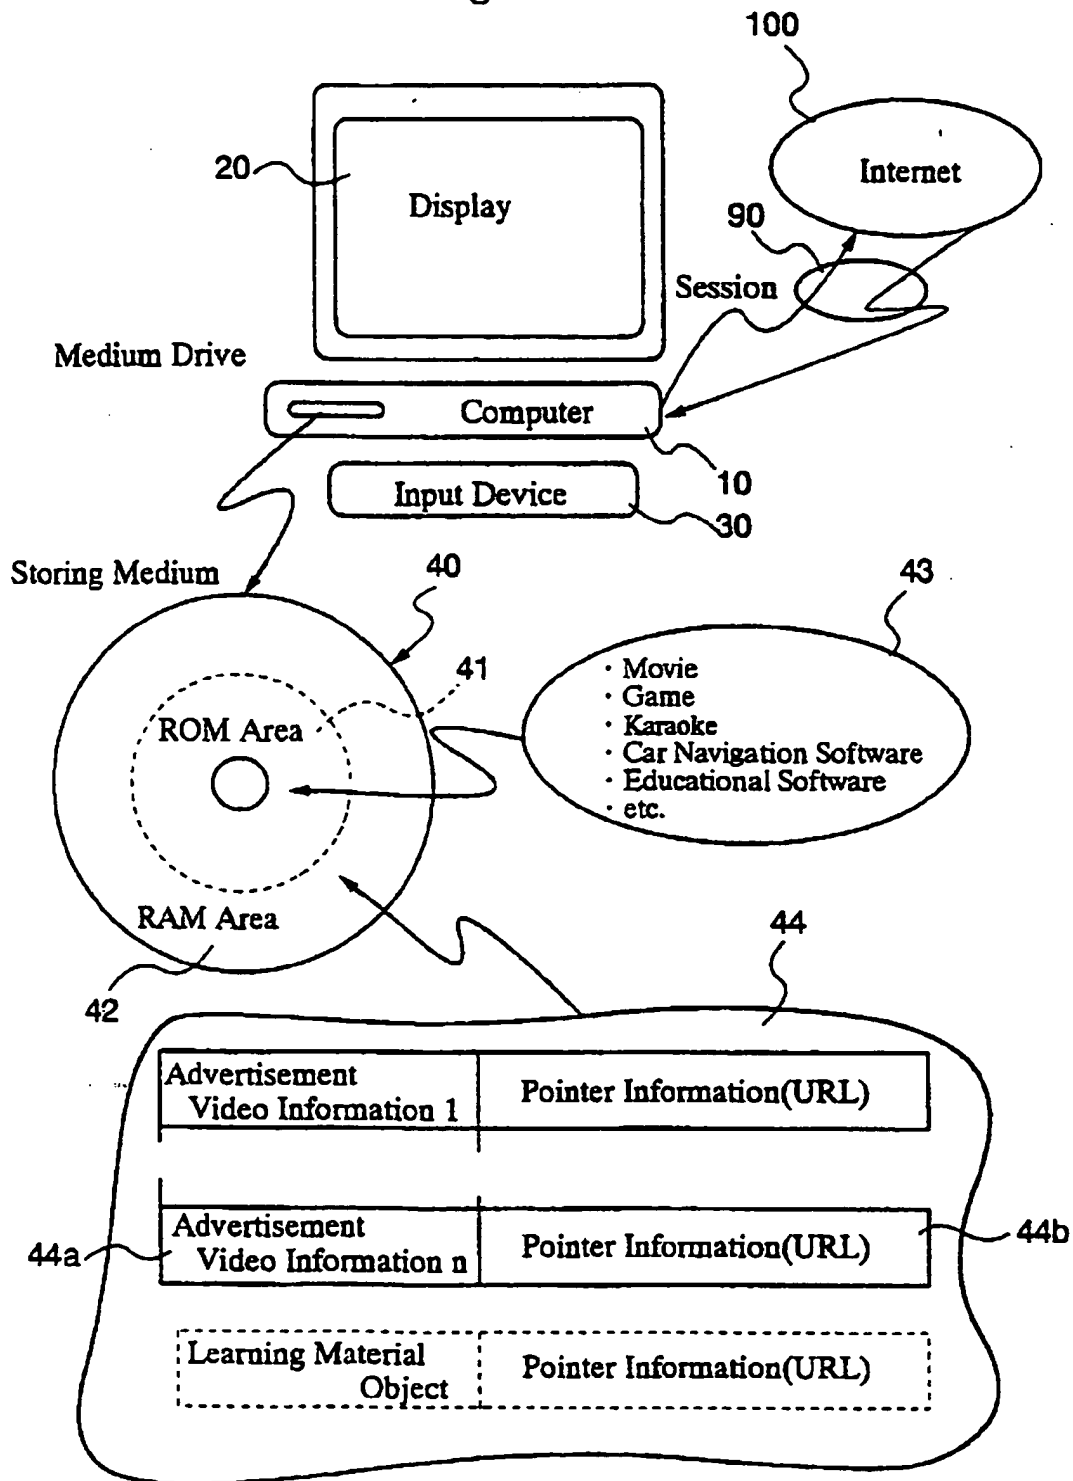 100
Internet
20
Display
90
Session
Medium Drive
Computer
10
Input Device
30
Storing Medium
40
43
41
ROM Area
· Movie
· Game
· Karaoke
· Car Navigation Software
· Educational Software
· etc.
RAM Area
42
44
Advertisement
Video Information 1
Pointer Information(URL)
Advertisement
Video Information n
Pointer Information(URL)
44a
44b
Learning Material
Object
Pointer Information(URL)